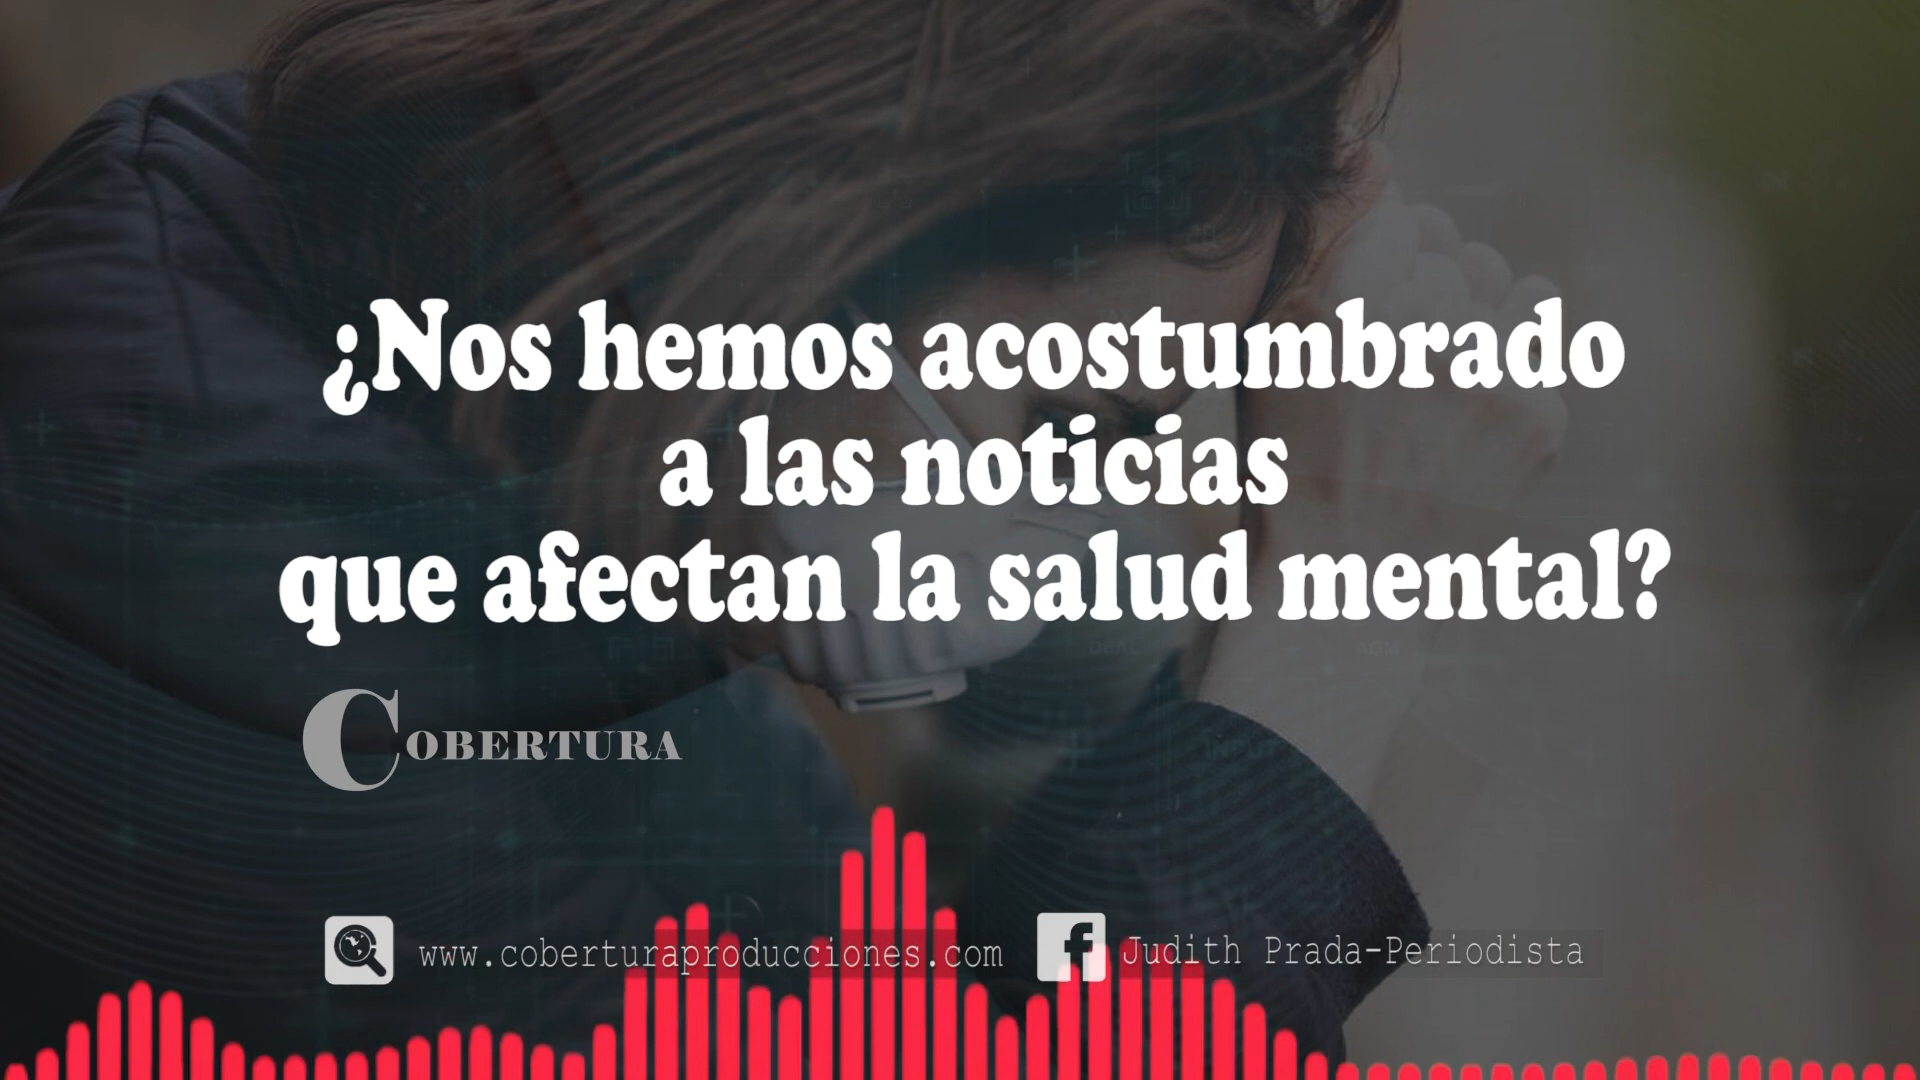 ¿Nos hemos acostumbrado
a las noticias
que afectan la salud mental?
COBERTURA
www.coberturaproducciones.com
Judith Prada-Periodista